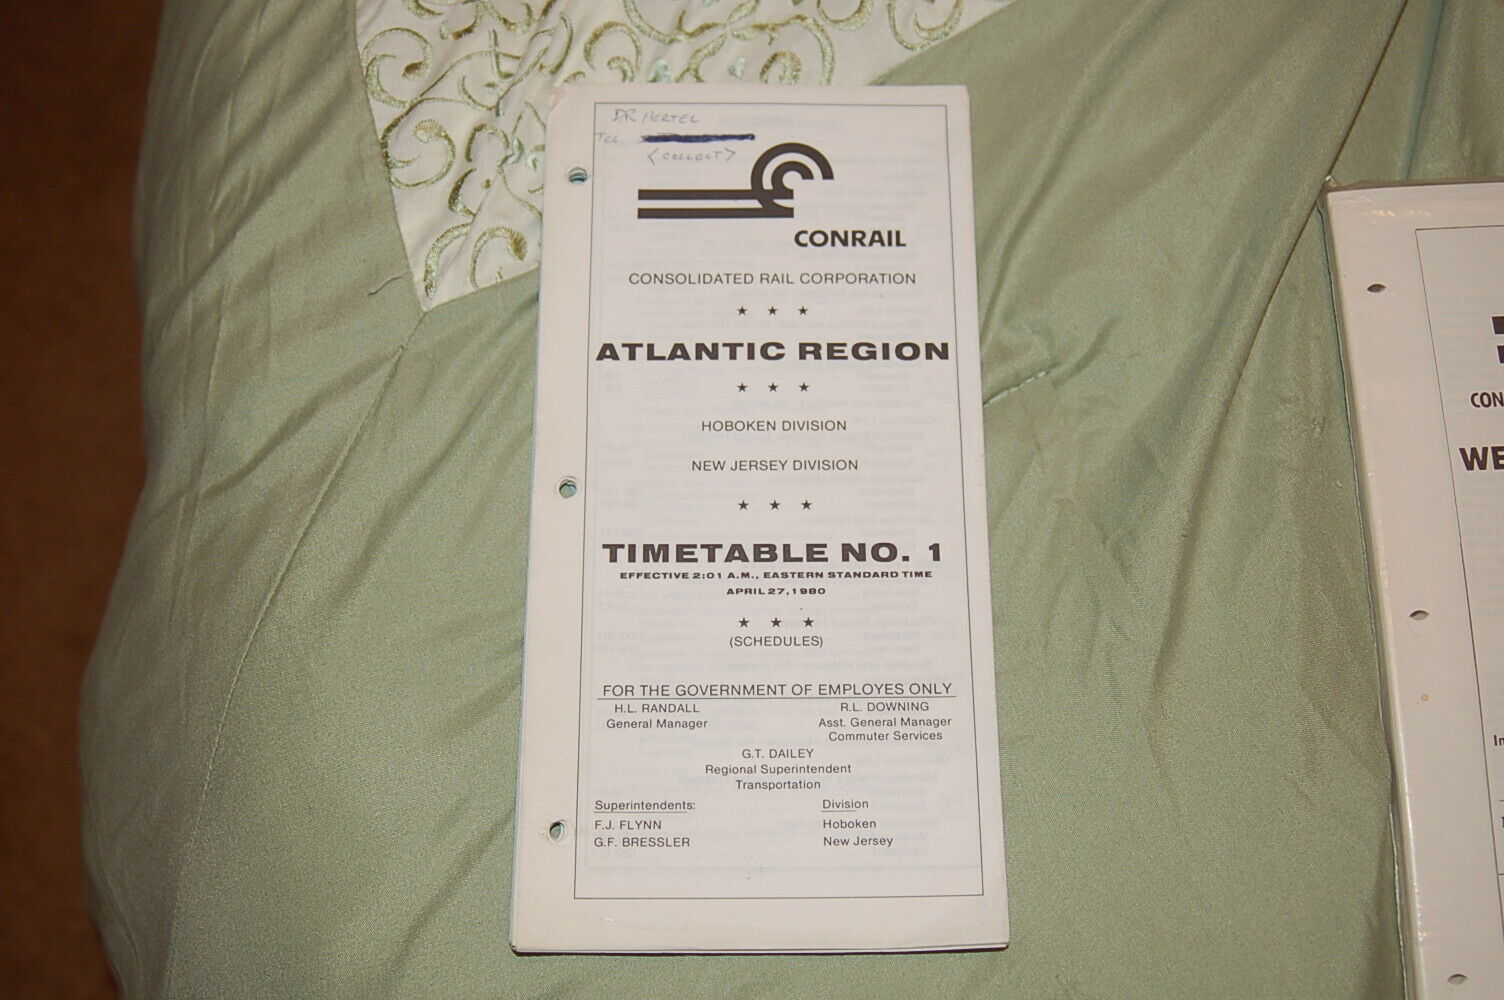 DR HERTEL
TEL.
<COLLECT>
CONRAIL
CONSOLIDATED RAIL CORPORATION
★ ★ ★
ATLANTIC REGION
★ ★ ★
HOBOKEN DIVISION
NEW JERSEY DIVISION
★ ★ ★
TIMETABLE NO. 1
EFFECTIVE 2:01 A.M., EASTERN STANDARD TIME
APRIL 27, 1980
★ ★ ★
(SCHEDULES)
FOR THE GOVERNMENT OF EMPLOYES ONLY
H.L. RANDALL R.L. DOWNING
General Manager Asst. General Manager
Commuter Services
G.T. DAILEY
Regional Superintendent
Transportation
Superintendents: Division
F.J. FLYNN Hoboken
G.F. BRESSLER New Jersey
CON
WE
In